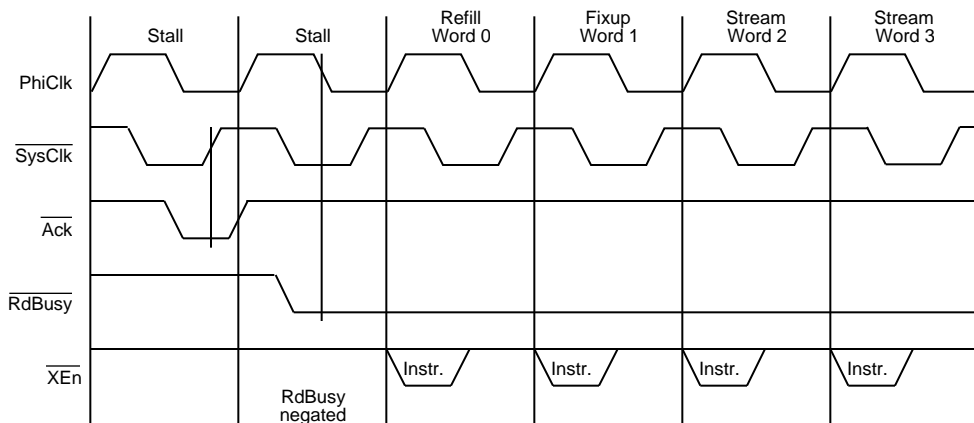 Stall
Stall
Refill
Word 0
Fixup
Word 1
Stream
Word 2
Stream
Word 3
PhiClk
SysClk
Ack
RdBusy
XEn
Instr.
Instr.
Instr.
Instr.
RdBusy
negated